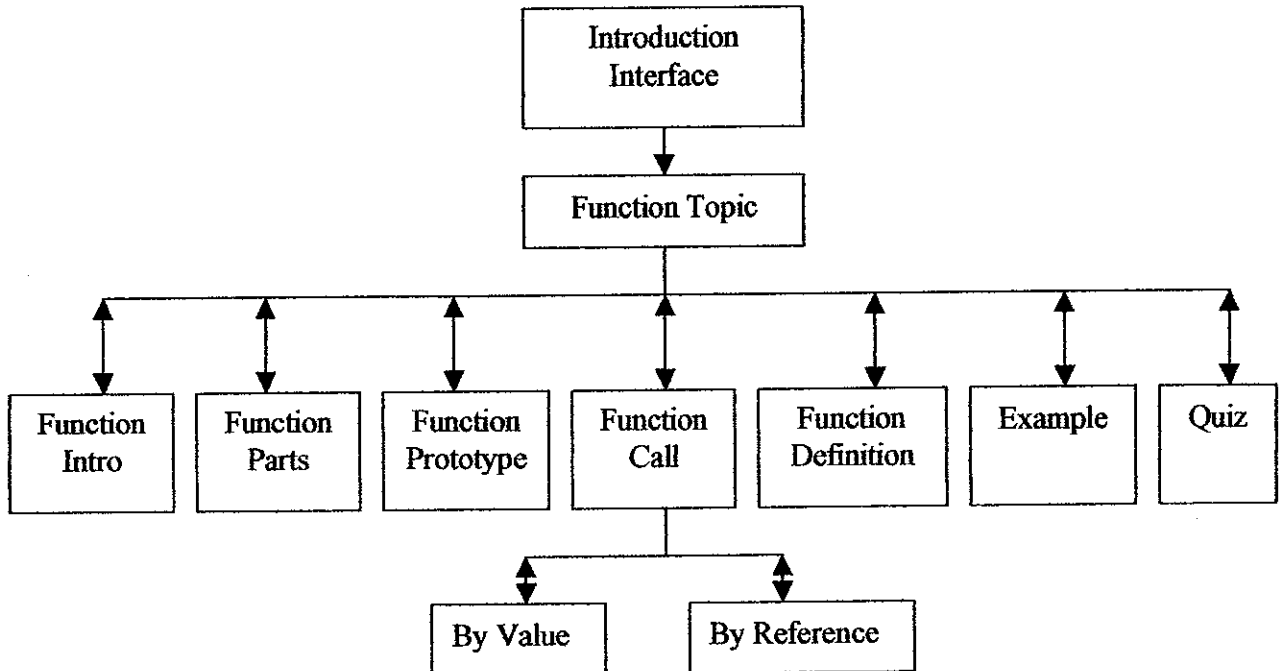 Introduction
Interface
Function Topic
Function
Intro
Function
Parts
Function
Prototype
Function
Call
Function
Definition
Example
Quiz
By Value
By Reference